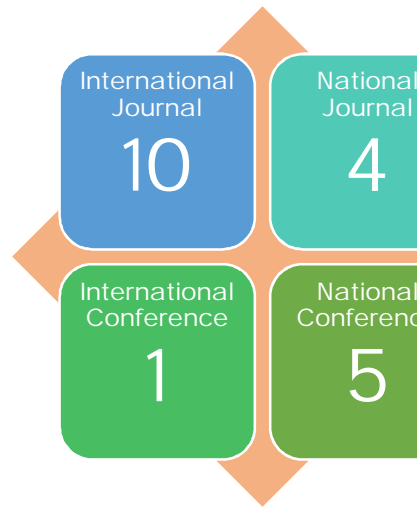 International
Journal
10
National
Journal
4
International
Conference
1
National
Conferenc
5